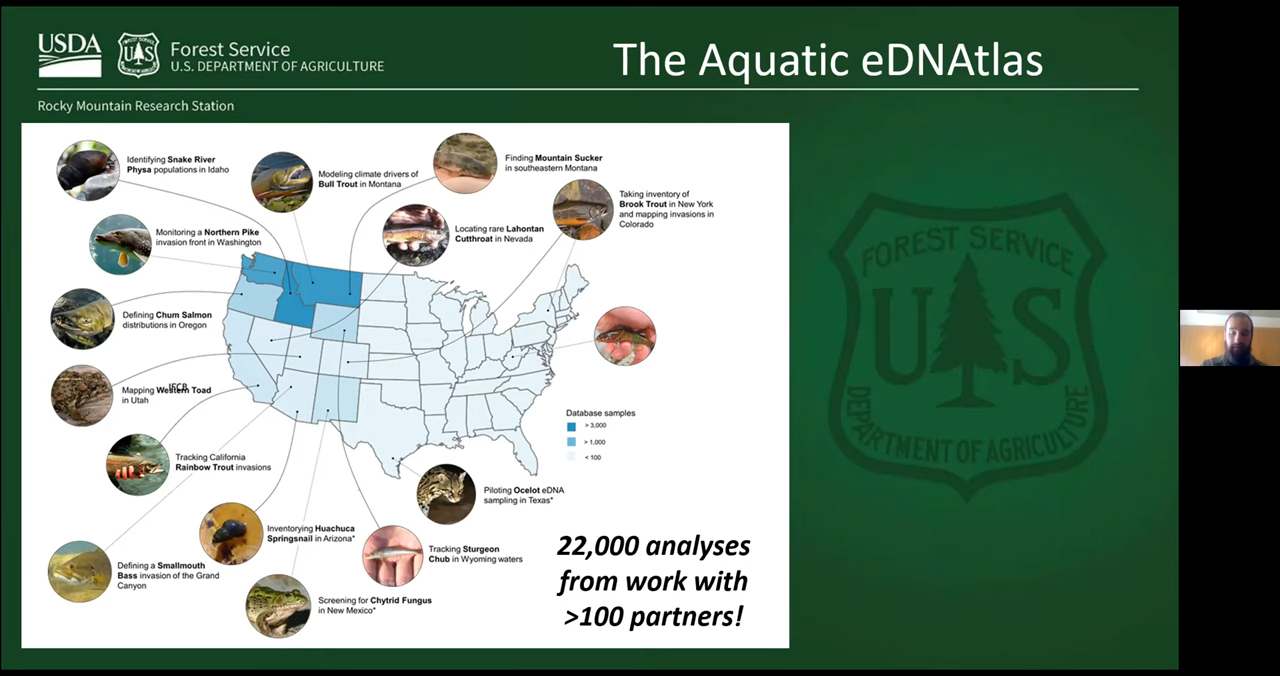 USDA
Forest Service
U.S. DEPARTMENT OF AGRICULTURE
Rocky Mountain Research Station
The Aquatic eDNAtlas
Identifying Snake River
Physa populations in Idaho
Modeling climate drivers of
Bull Trout in Montana
Finding Mountain Sucker
in southeastern Montana
Taking inventory of
Brook Trout in New York
and mapping invasions in
Colorado
Monitoring a Northern Pike
invasion front in Washington
Locating rare Lahontan
Cutthroat in Nevada
Defining Chum Salmon
distributions in Oregon
Mapping Western Toad
in Utah
Tracking California
Rainbow Trout invasions
Database samples
> 3,000
> 1,000
< 100
Piloting Ocelot eDNA
sampling in Texas*
Inventorying Huachuca
Springsnail in Arizona*
Tracking Sturgeon
Chub in Wyoming waters
Defining a Smallmouth
Bass invasion of the Grand
Canyon
Screening for Chytrid Fungus
in New Mexico*
22,000 analyses
from work with
>100 partners!
FOREST SERVICE
U S
DEPARTMENT OF AGRICULTURE